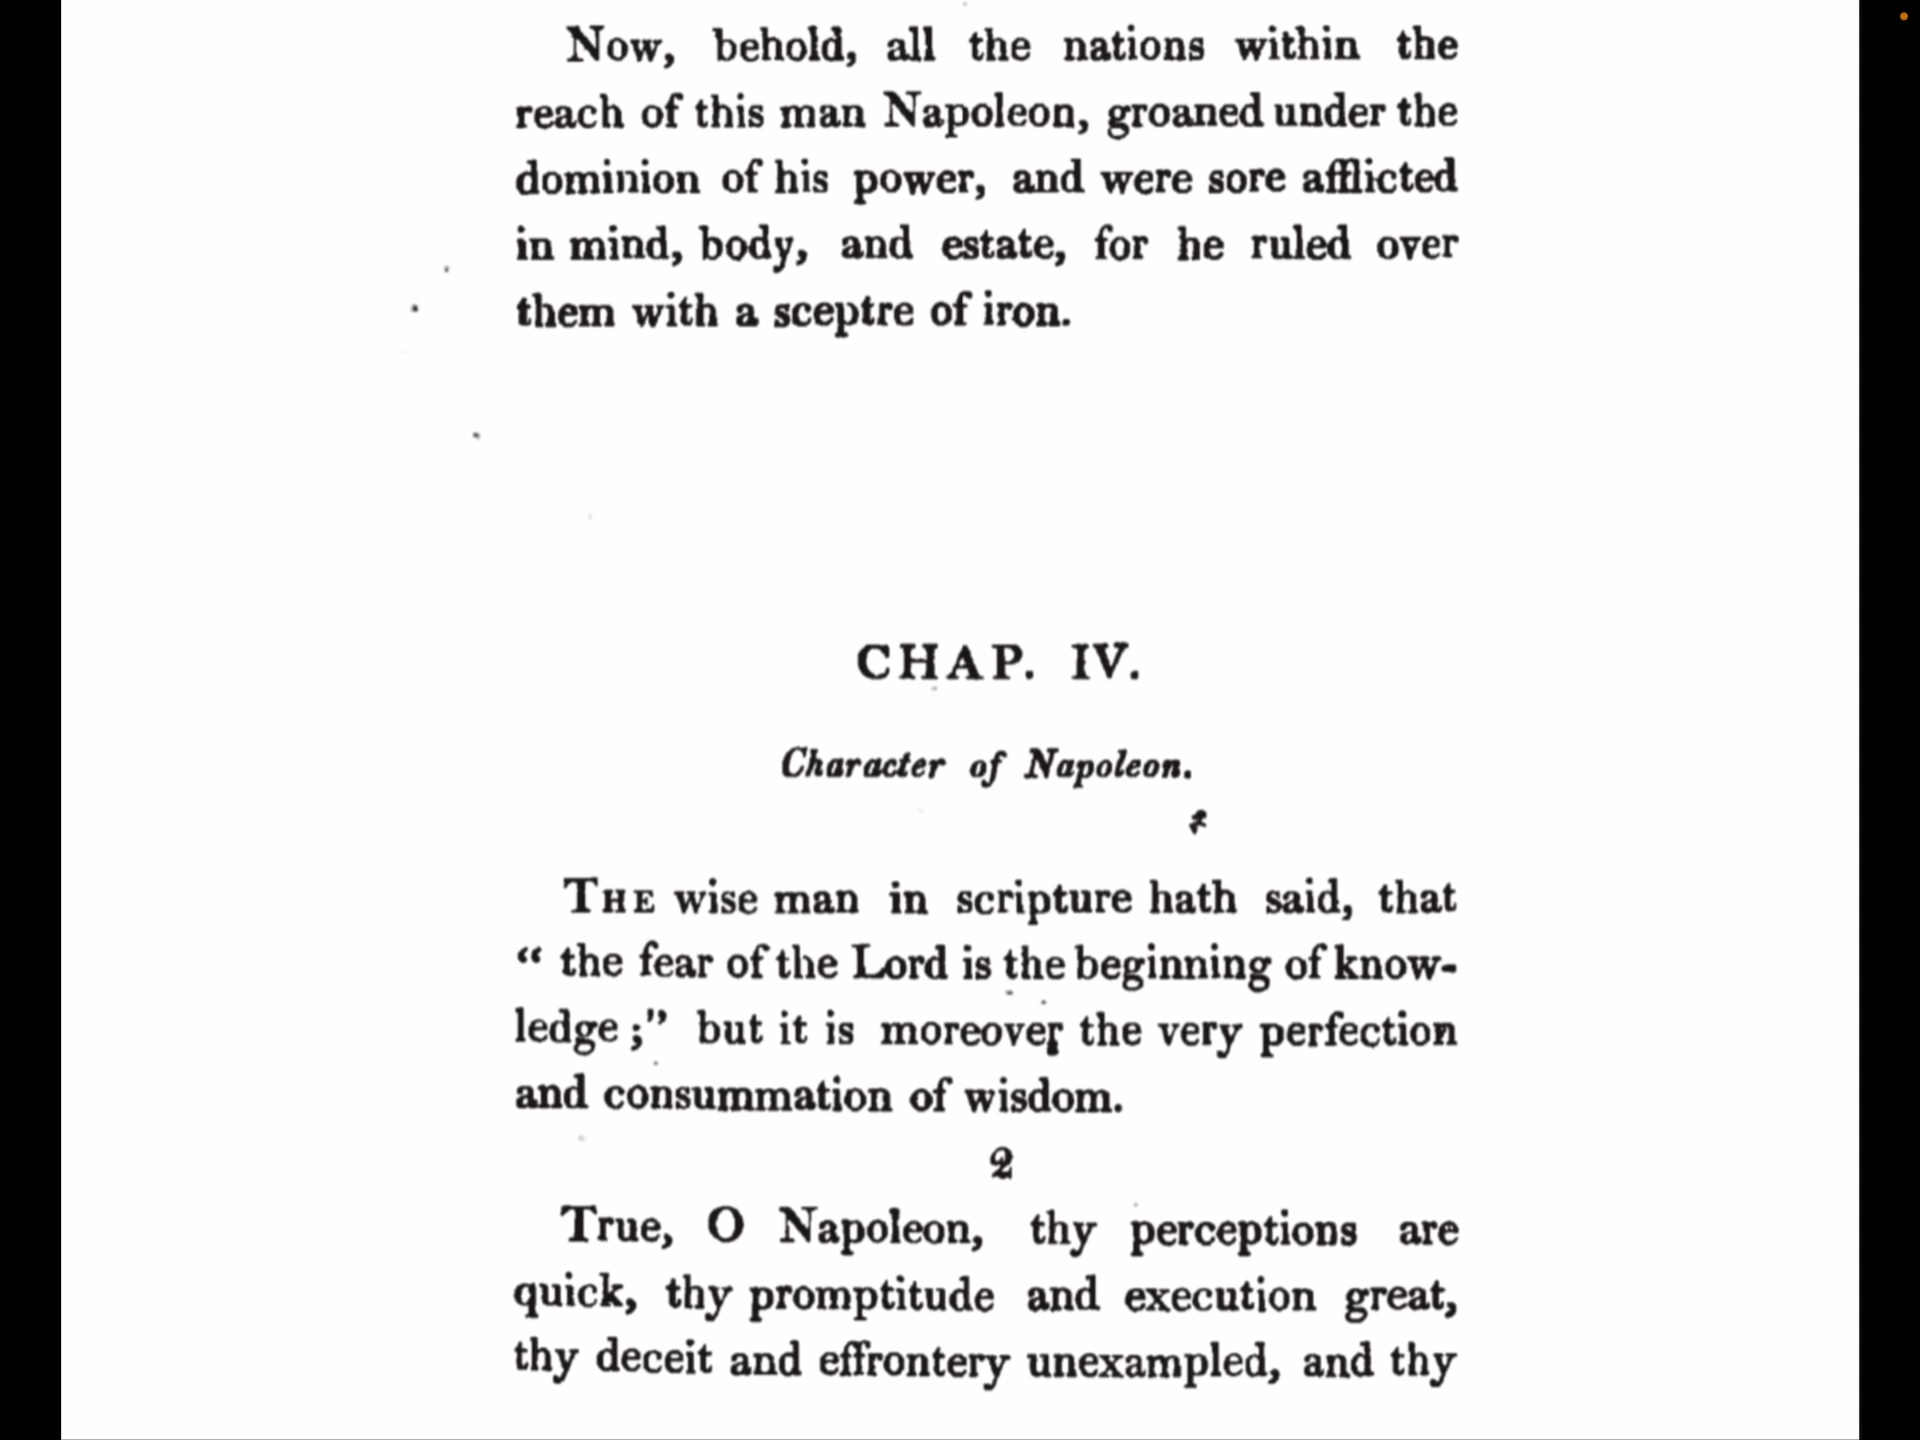 Now, behold, all the nations within the
reach of this man Napoleon, groaned under the
dominion of his power, and were sore afflicted
in mind, body, and estate, for he ruled over
them with a sceptre of iron.
CHAP. IV.
Character of Napoleon.
THE wise man in scripture hath said, that
“ the fear of the Lord is the beginning of know-
ledge ;” but it is moreover the very perfection
and consummation of wisdom.
2
True, O Napoleon, thy perceptions are
quick, thy promptitude and execution great,
thy deceit and effrontery unexampled, and thy